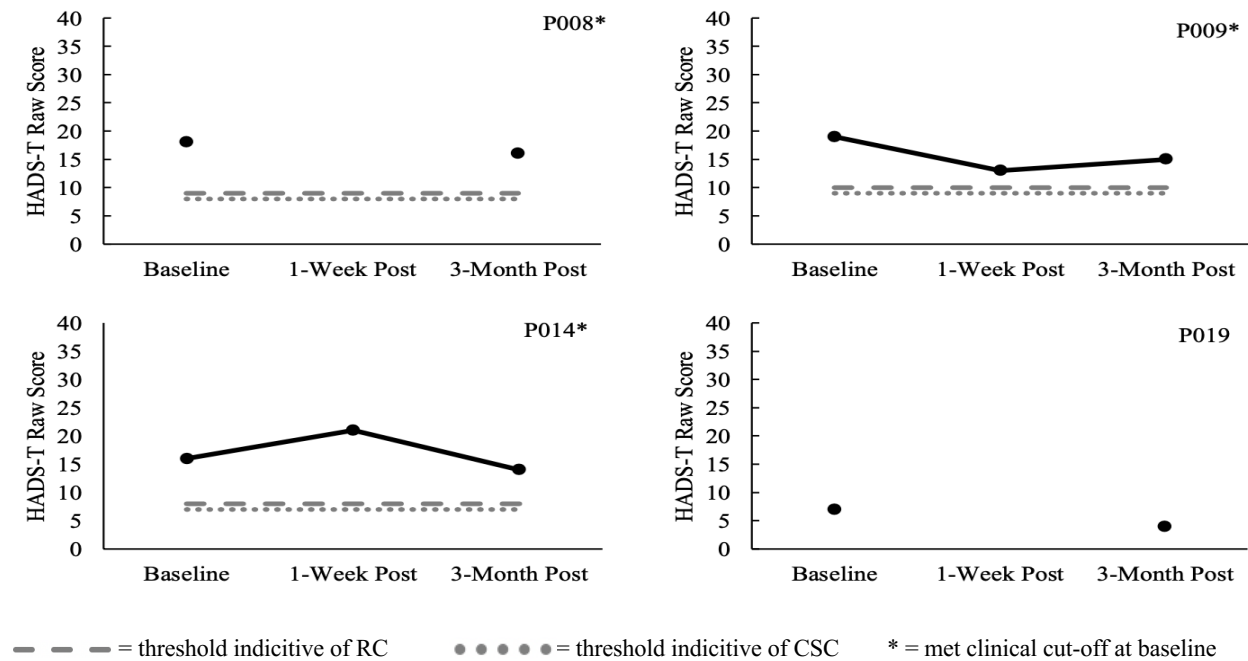 P008*
HADS-T Raw Score
40
35
30
25
20
15
10
5
0
Baseline 1-Week Post 3-Month Post
P009*
HADS-T Raw Score
40
35
30
25
20
15
10
5
0
Baseline 1-Week Post 3-Month Post
P014*
HADS-T Raw Score
40
35
30
25
20
15
10
5
0
Baseline 1-Week Post 3-Month Post
P019
HADS-T Raw Score
40
35
30
25
20
15
10
5
0
Baseline 1-Week Post 3-Month Post
= threshold indicitive of RC = threshold indicitive of CSC * = met clinical cut-off at baseline